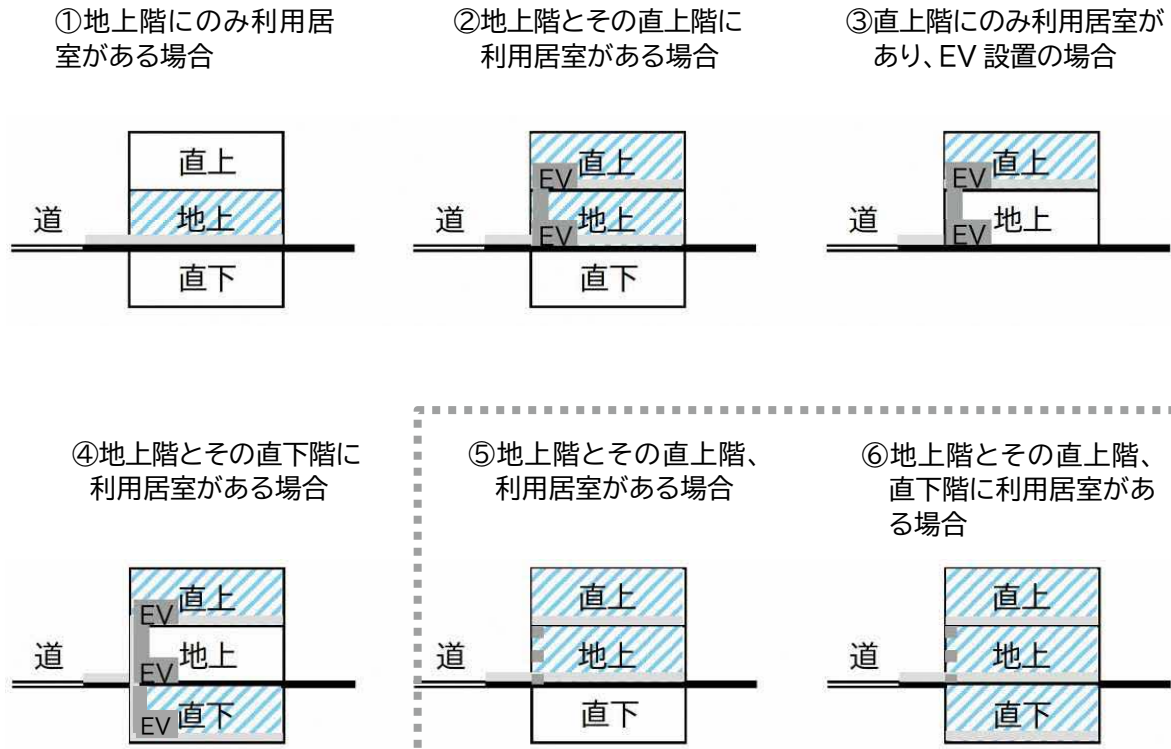 ①地上階にのみ利用居
室がある場合
②地上階とその直上階に
利用居室がある場合
③直上階にのみ利用居室が
あり、EV 設置の場合
直上
道
地上
直下
直上
EV
道
地上
EV
直下
直上
EV
道
地上
EV
④地上階とその直下階に
利用居室がある場合
⑤地上階とその直上階、
利用居室がある場合
⑥地上階とその直上階、
直下階に利用居室があ
る場合
直上
EV
道
地上
EV
直下
EV
直上
道
地上
直下
直上
道
地上
直下